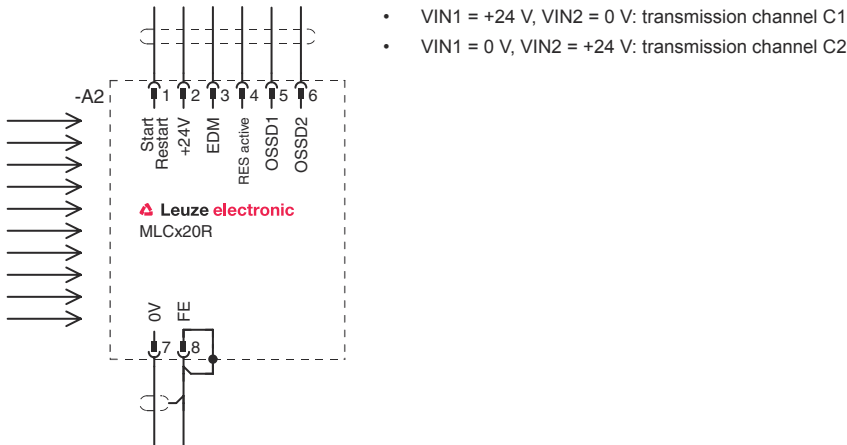 • VIN1 = +24 V, VIN2 = 0 V: transmission channel C1
• VIN1 = 0 V, VIN2 = +24 V: transmission channel C2
-A2
1 2 3 4 5 6
Start
Restart
+24V
EDM
RES active
OSSD1
OSSD2
Leuze electronic
MLCx20R
0V
FE
7 8